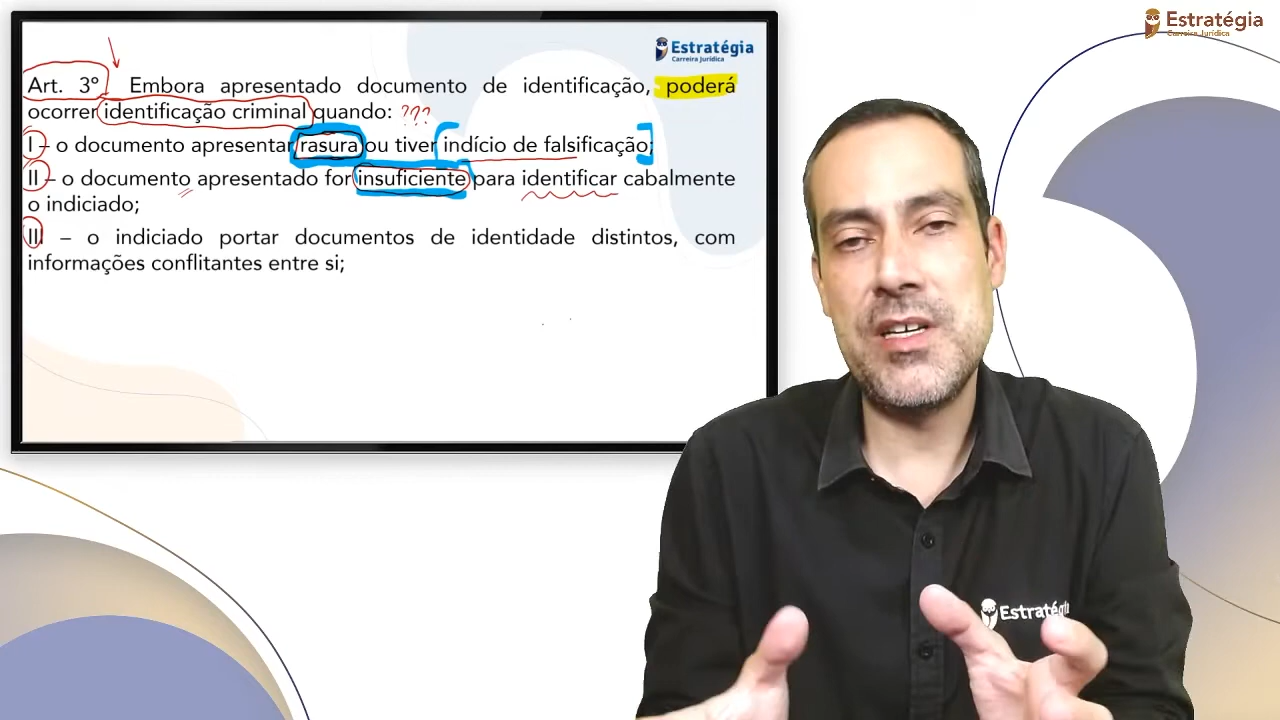 Estratégia
Carreira Jurídica
Estratégia
Carreira Jurídica
Art. 3º Embora apresentado documento de identificação, poderá
ocorrer identificação criminal quando: ???
I – o documento apresentar rasura ou tiver indício de falsificação;
II – o documento apresentado for insuficiente para identificar cabalmente
o indiciado;
III – o indiciado portar documentos de identidade distintos, com
informações conflitantes entre si;
Estratégia